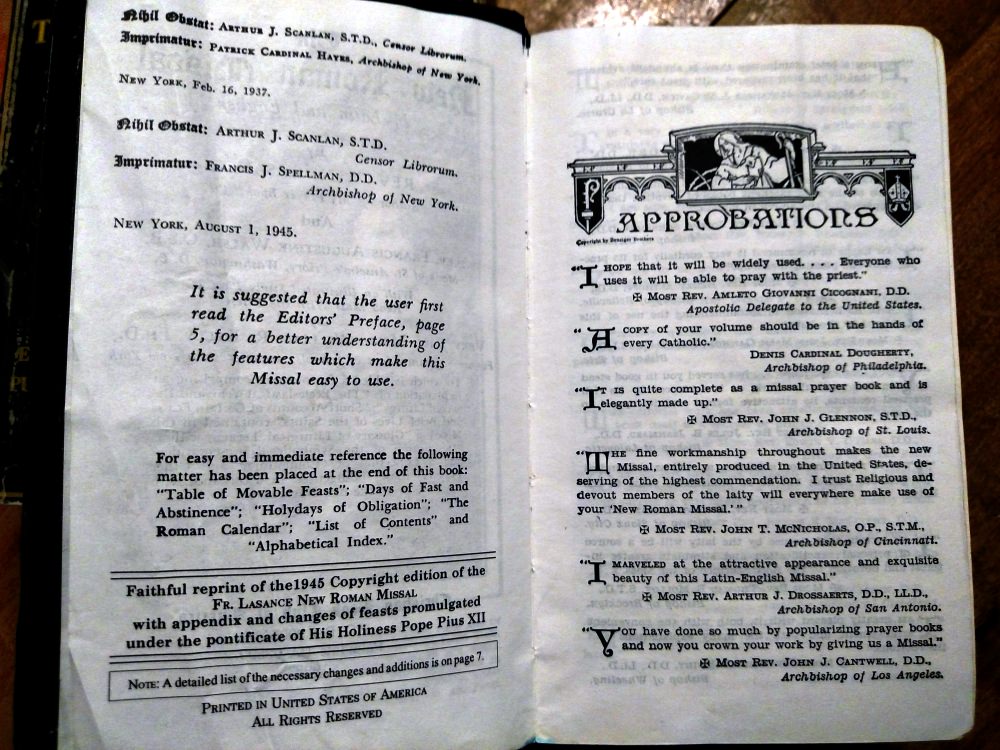 Nihil Obstat: ARTHUR J. SCANLAN, S.T.D., Censor Librorum.
Imprimatur: PATRICK CARDINAL HAYES, Archbishop of New York.
NEW YORK, FEB. 16, 1937.
Nihil Obstat: ARTHUR J. SCANLAN, S.T.D.
Censor Librorum.
Imprimatur: FRANCIS J. SPELLMAN, D.D.
Archbishop of New York.
NEW YORK, AUGUST 1, 1945.
It is suggested that the user first
read the Editors' Preface, page
5, for a better understanding of
the features which make this
Missal easy to use.
For easy and immediate reference the following
matter has been placed at the end of this book:
"Table of Movable Feasts"; "Days of Fast and
Abstinence"; "Holydays of Obligation"; "The
Roman Calendar"; "List of Contents" and
"Alphabetical Index."
Faithful reprint of the1945 Copyright edition of the
FR. LASANCE NEW ROMAN MISSAL
with appendix and changes of feasts promulgated
under the pontificate of His Holiness Pope Pius XII
NOTE: A detailed list of the necessary changes and additions is on page 7.
PRINTED IN UNITED STATES OF AMERICA
ALL RIGHTS RESERVED
APPROBATIONS
Copyright by Benziger Brothers
"I HOPE that it will be widely used. . . . Everyone who
uses it will be able to pray with the priest."
✠ MOST REV. AMLETO GIOVANNI CICOGNANI, D.D.
Apostolic Delegate to the United States.
"A COPY of your volume should be in the hands of
every Catholic."
DENIS CARDINAL DOUGHERTY,
Archbishop of Philadelphia.
"IT IS quite complete as a missal prayer book and is
elegantly made up."
✠ MOST REV. JOHN J. GLENNON, S.T.D.,
Archbishop of St. Louis.
"THE fine workmanship throughout makes the new
Missal, entirely produced in the United States, de-
serving of the highest commendation. I trust Religious and
devout members of the laity will everywhere make use of
your 'New Roman Missal.' "
✠ MOST REV. JOHN T. MCNICHOLAS, O.P., S.T.M.,
Archbishop of Cincinnati.
"I MARVELED at the attractive appearance and exquisite
beauty of this Latin-English Missal."
✠ MOST REV. ARTHUR J. DROSSAERTS, D.D., LL.D.,
Archbishop of San Antonio.
"YOU have done so much by popularizing prayer books
and now you crown your work by giving us a Missal."
✠ MOST REV. JOHN J. CANTWELL, D.D.,
Archbishop of Los Angeles.